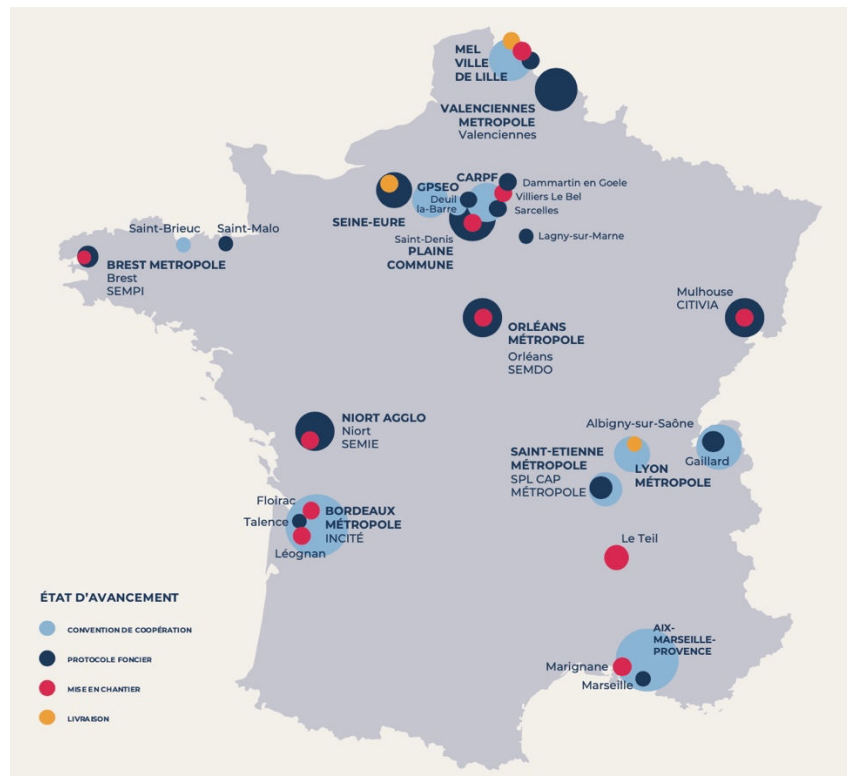 MEL
VILLE
DE LILLE
VALENCIENNES
METROPOLE
Valenciennes
CARPF
GPSEO
Deuil
la-Barre
Dammartin en Goele
Villiers Le Bel
Sarcelles
SEINE-EURE
Saint-Denis
PLAINE
COMMUNE
Lagny-sur-Marne
Saint-Brieuc
Saint-Malo
BREST METROPOLE
Brest
SEMPI
Mulhouse
CITIVIA
ORLÉANS
MÉTROPOLE
Orléans
SEMDO
NIORT AGGLO
Niort
SEMIE
Albigny-sur-Saône
SAINT-ETIENNE
MÉTROPOLE
SPL CAP
MÉTROPOLE
LYON
MÉTROPOLE
Gaillard
Floirac
Talence
Léognan
BORDEAUX
MÉTROPOLE
INCITÉ
Le Teil
AIX-
MARSEILLE-
PROVENCE
Marignane
Marseille
ÉTAT D'AVANCEMENT
CONVENTION DE COOPÉRATION
PROTOCOLE FONCIER
MISE EN CHANTIER
LIVRAISON